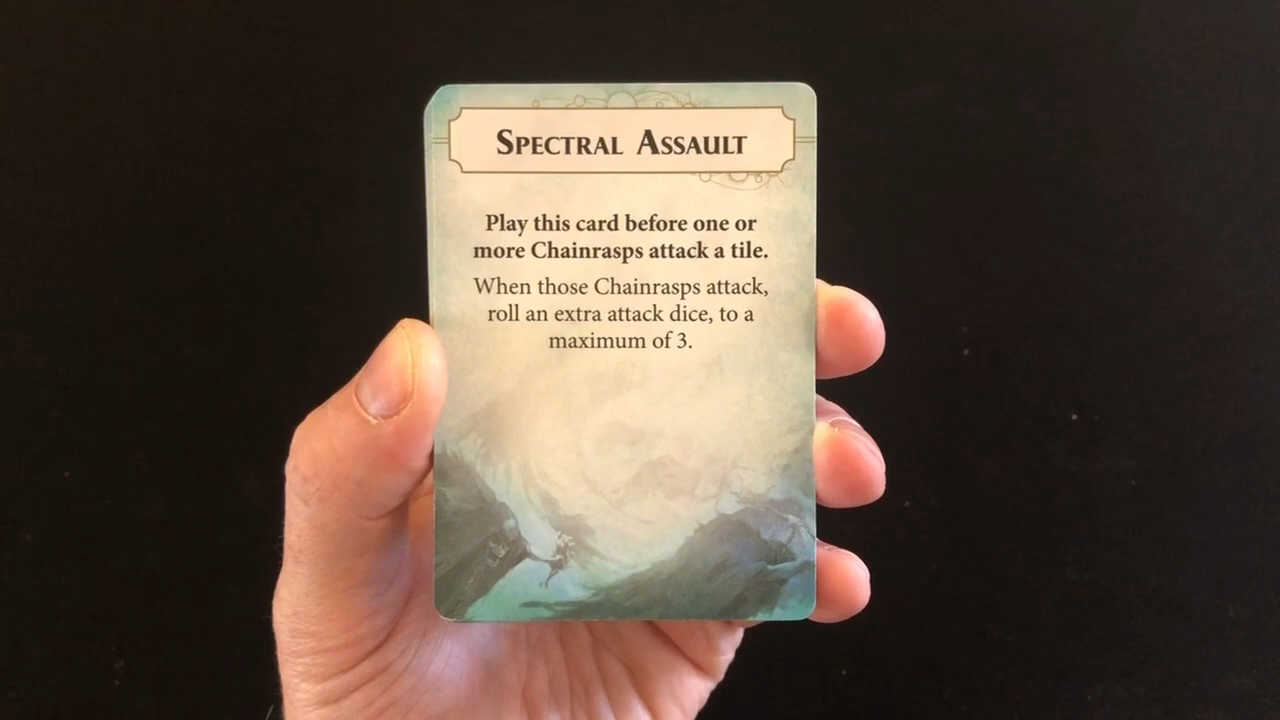 Spectral Assault
Play this card before one or
more Chainrasps attack a tile.
When those Chainrasps attack,
roll an extra attack dice, to a
maximum of 3.